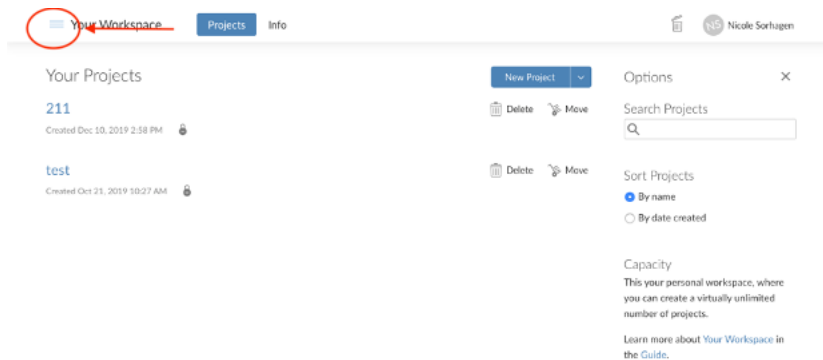 Your Workspace Projects Info NS Nicole Sorhagen
Your Projects New Project Options
211 Delete Move Search Projects
Created Dec 10, 2019 2:58 PM
test Delete Move Sort Projects
Created Oct 21, 2019 10:27 AM By name
By date created
Capacity
This your personal workspace, where
you can create a virtually unlimited
number of projects.
Learn more about Your Workspace in
the Guide.